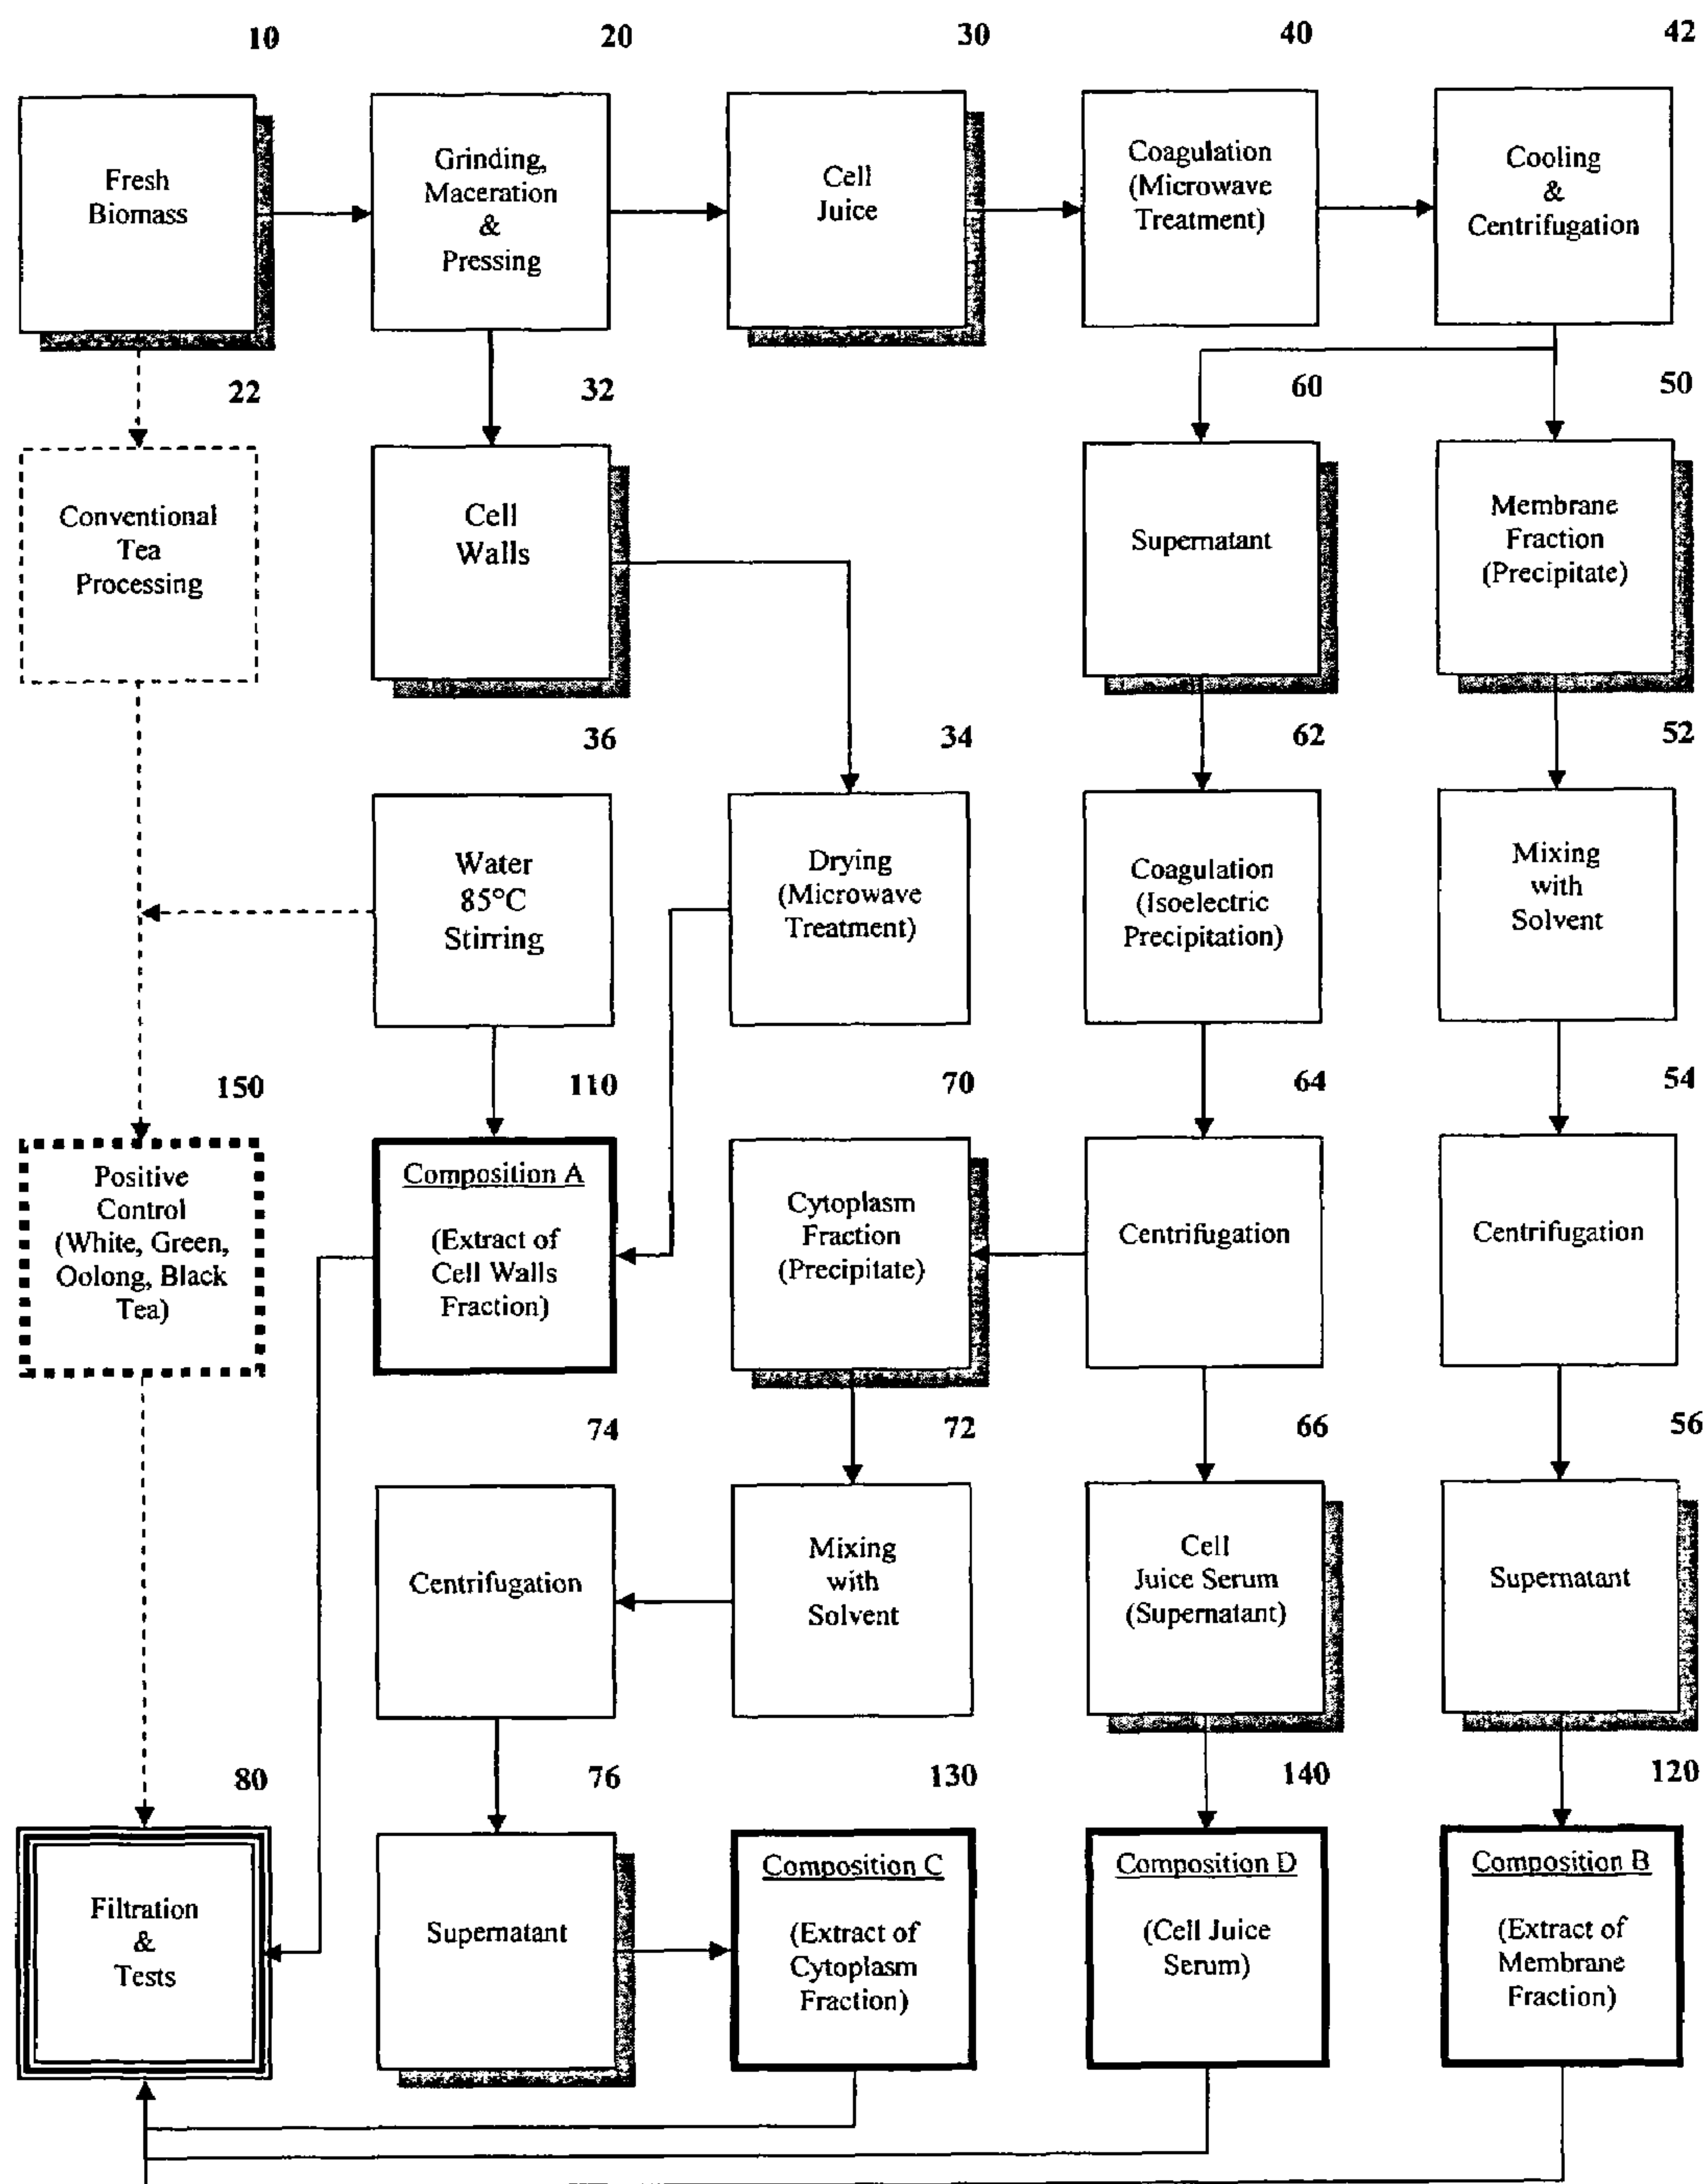 10
20
30
40
42
Fresh
Biomass
Grinding,
Maceration
&
Pressing
Cell
Juice
Coagulation
(Microwave
Treatment)
Cooling
&
Centrifugation
22
32
60
50
Conventional
Tea
Processing
Cell
Walls
Supernatant
Membrane
Fraction
(Precipitate)
36
34
62
52
Water
85°C
Stirring
Drying
(Microwave
Treatment)
Coagulation
(Isoelectric
Precipitation)
Mixing
with
Solvent
150
110
70
64
54
Positive
Control
(White, Green,
Oolong, Black
Tea)
Composition A
(Extract of
Cell Walls
Fraction)
Cytoplasm
Fraction
(Precipitate)
Centrifugation
Centrifugation
74
72
66
56
Centrifugation
Mixing
with
Solvent
Cell
Juice Serum
(Supernatant)
Supernatant
80
76
130
140
120
Filtration
&
Tests
Supernatant
Composition C
(Extract of
Cytoplasm
Fraction)
Composition D
(Cell Juice
Serum)
Composition B
(Extract of
Membrane
Fraction)